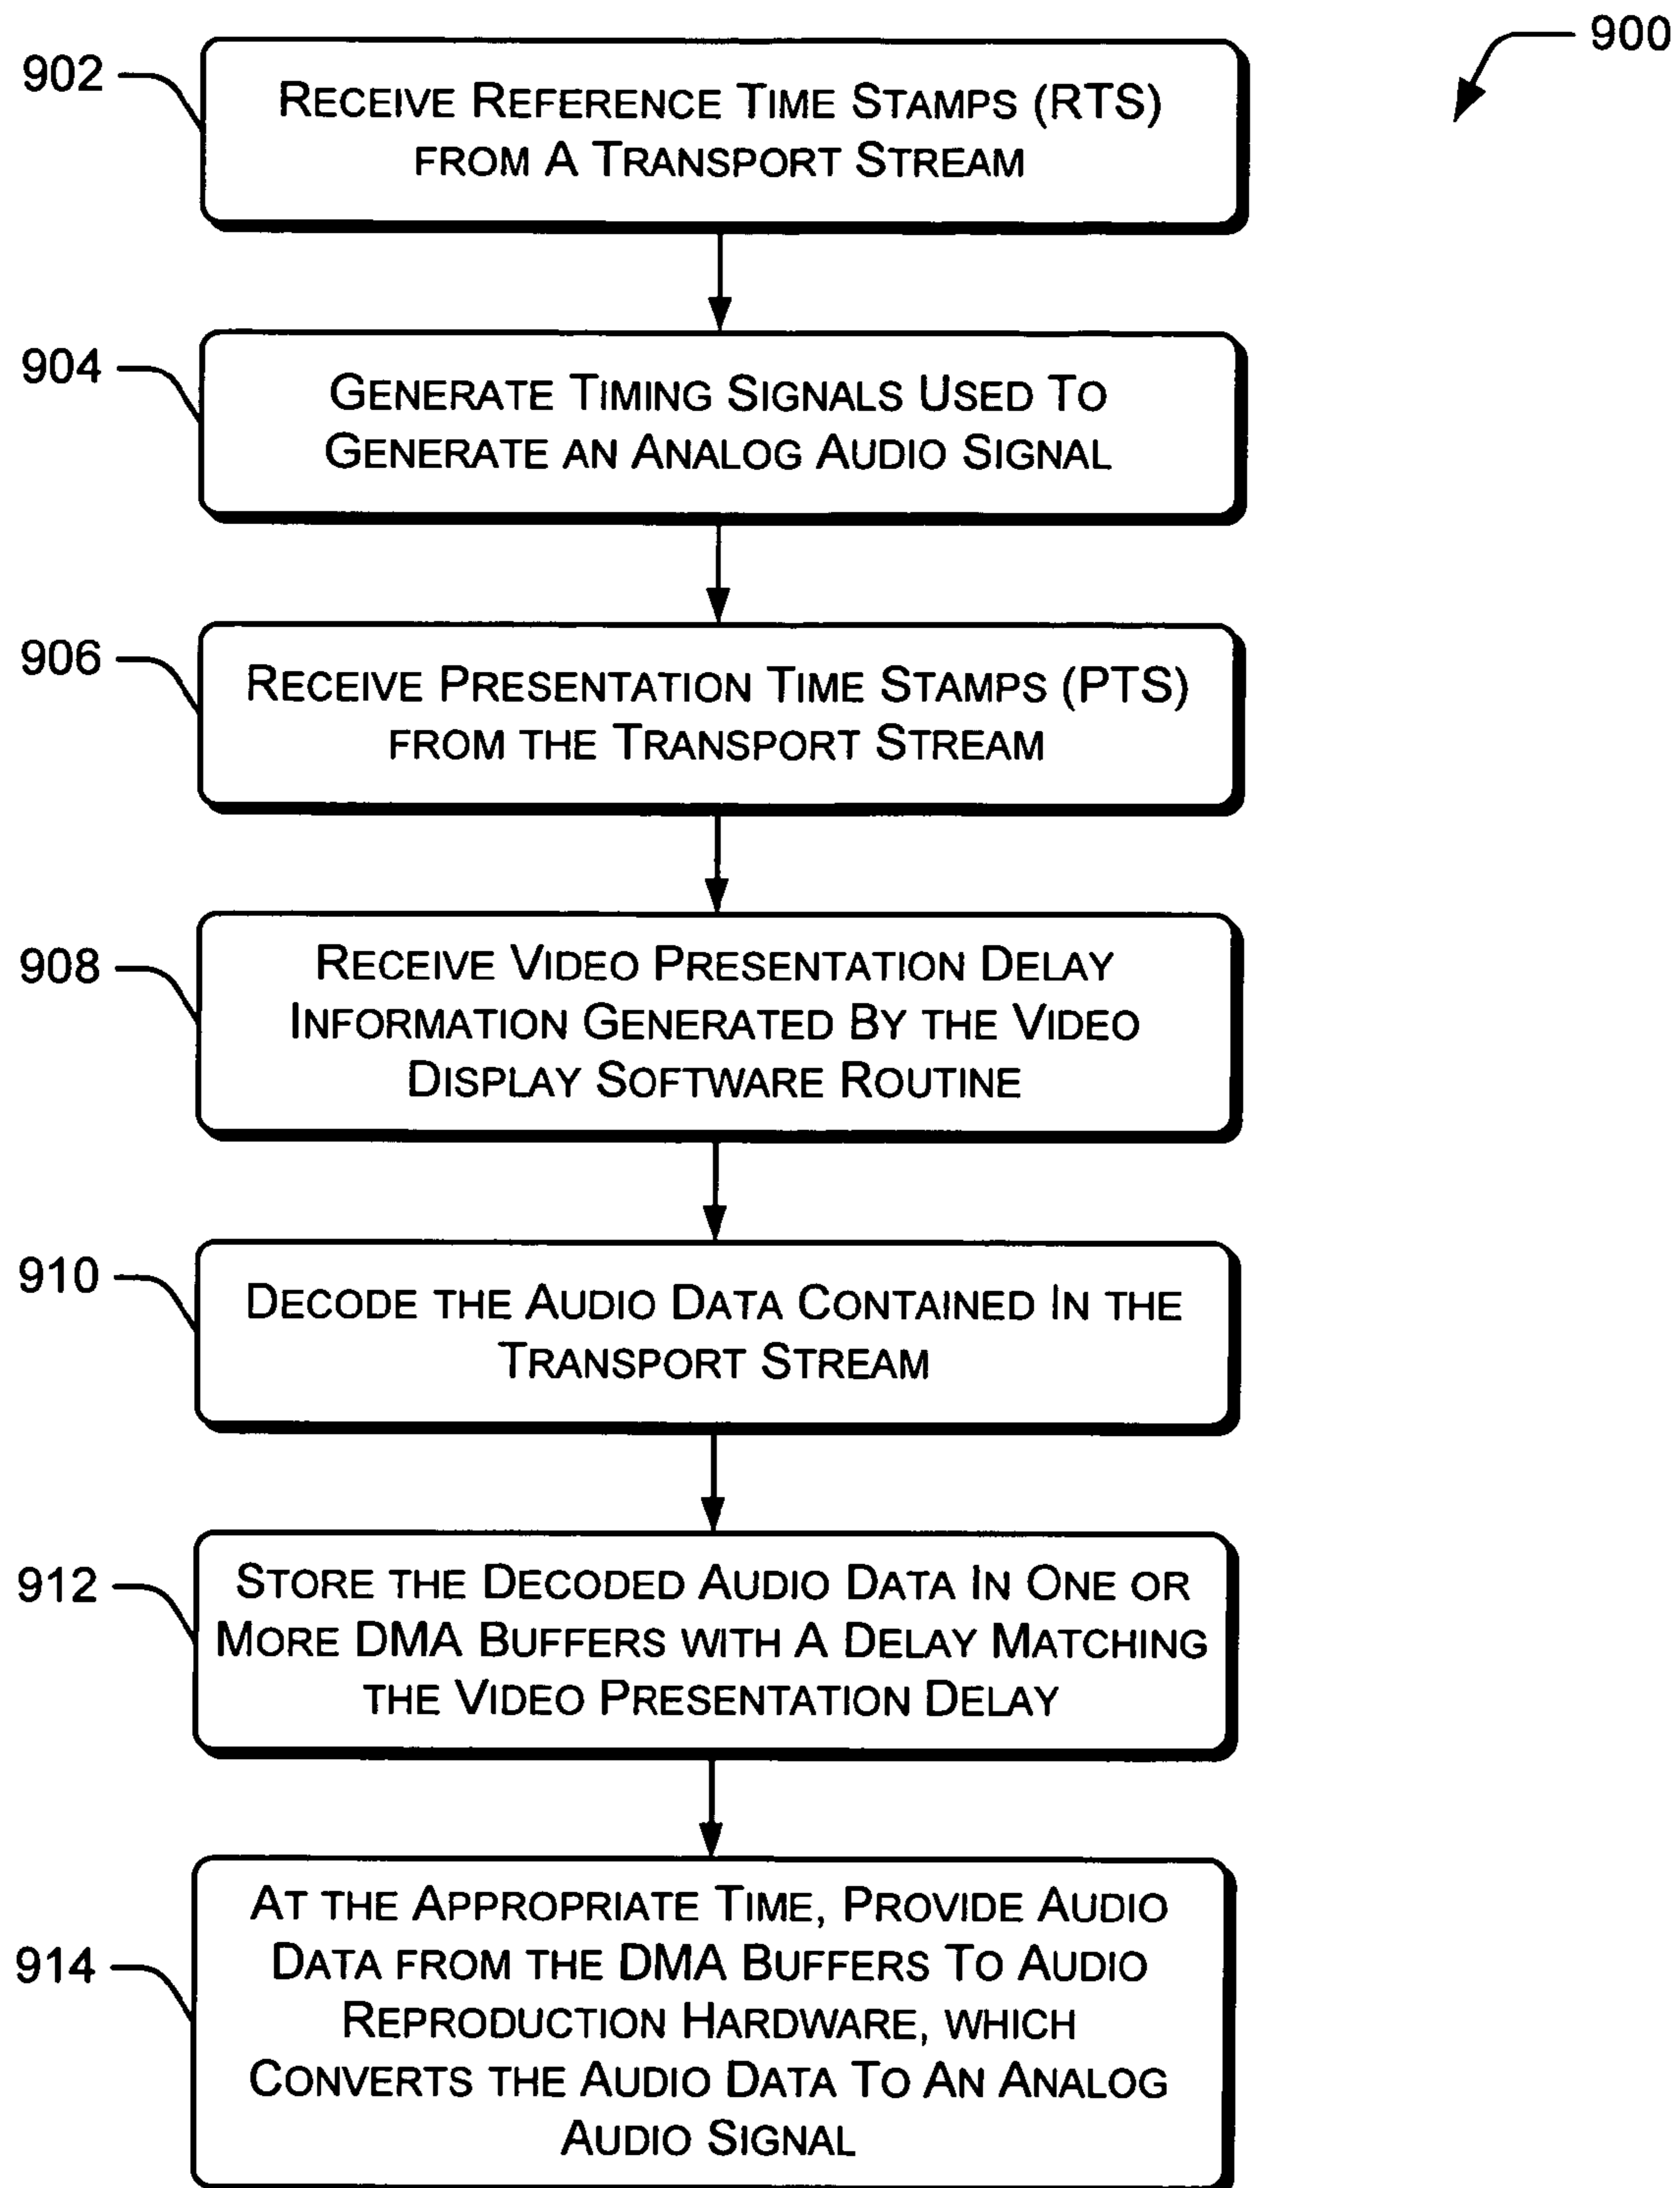 900
902
RECEIVE REFERENCE TIME STAMPS (RTS)
FROM A TRANSPORT STREAM
904
GENERATE TIMING SIGNALS USED TO
GENERATE AN ANALOG AUDIO SIGNAL
906
RECEIVE PRESENTATION TIME STAMPS (PTS)
FROM THE TRANSPORT STREAM
908
RECEIVE VIDEO PRESENTATION DELAY
INFORMATION GENERATED BY THE VIDEO
DISPLAY SOFTWARE ROUTINE
910
DECODE THE AUDIO DATA CONTAINED IN THE
TRANSPORT STREAM
912
STORE THE DECODED AUDIO DATA IN ONE OR
MORE DMA BUFFERS WITH A DELAY MATCHING
THE VIDEO PRESENTATION DELAY
914
AT THE APPROPRIATE TIME, PROVIDE AUDIO
DATA FROM THE DMA BUFFERS TO AUDIO
REPRODUCTION HARDWARE, WHICH
CONVERTS THE AUDIO DATA TO AN ANALOG
AUDIO SIGNAL